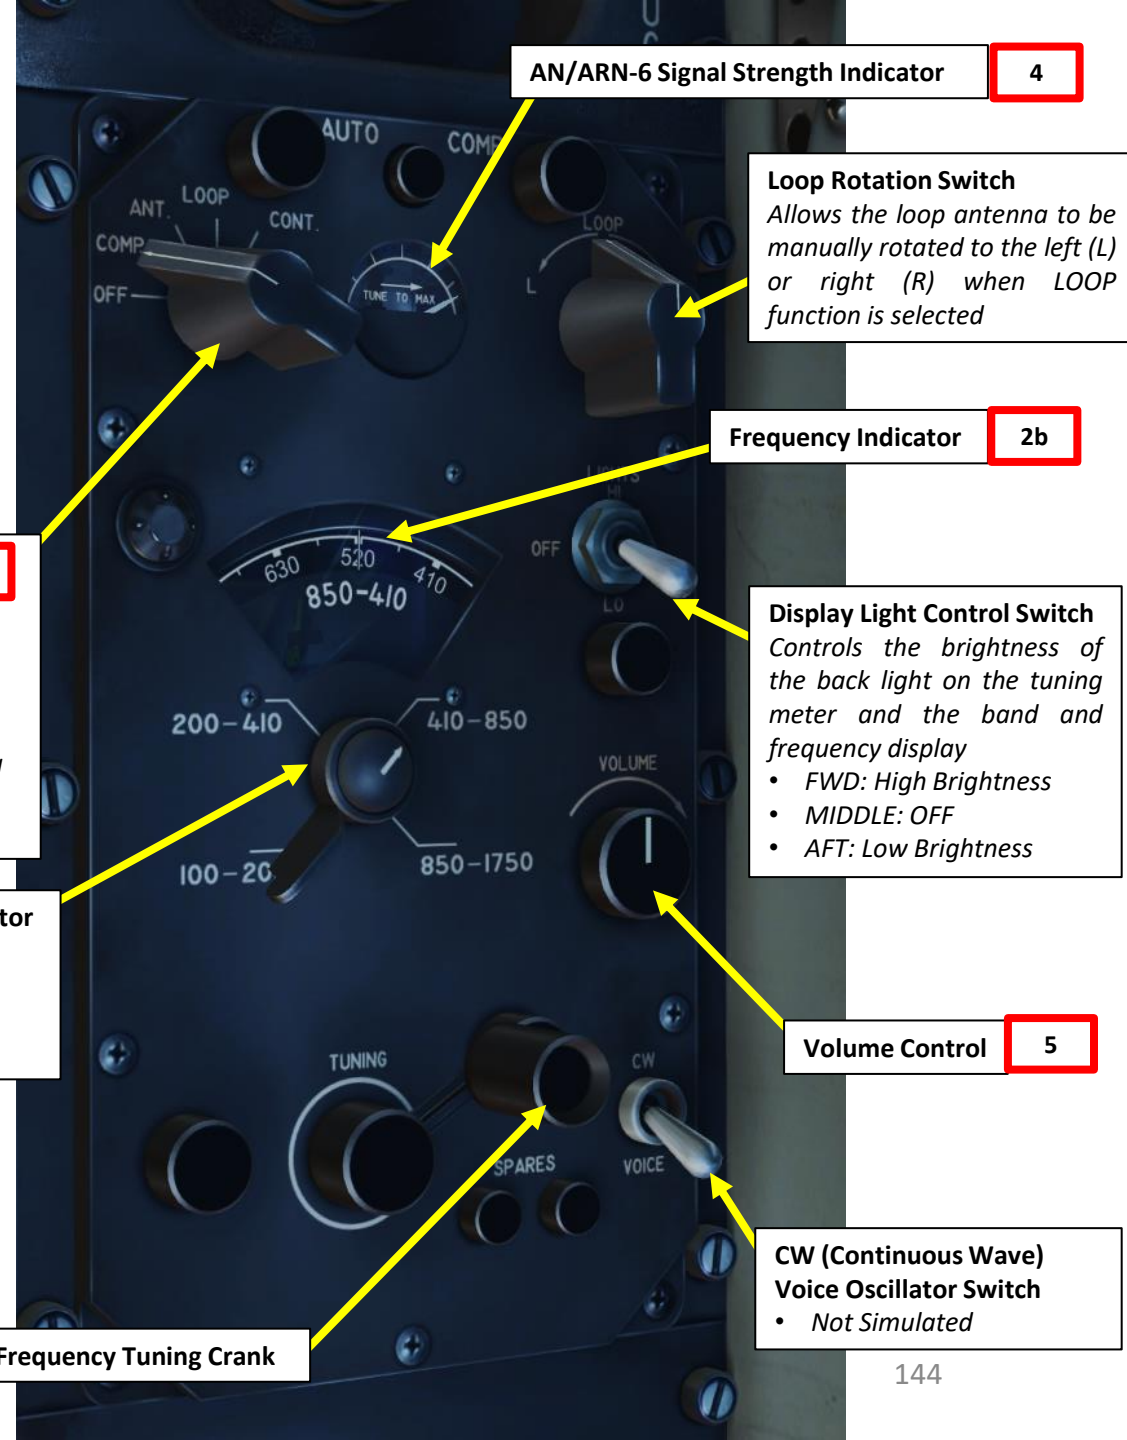 AN/ARN-6 Signal Strength Indicator
4
AUTO
COMP
Loop Rotation Switch
Allows the loop antenna to be
manually rotated to the left (L)
or right (R) when LOOP
function is selected
ANT.
LOOP
CONT.
COMP.
OFF
TUNE TO MAX
LOOP
L
Frequency Indicator
2b
LIGHTS
HI
OFF
LO
630
520
410
850-410
Display Light Control Switch
Controls the brightness of
the back light on the tuning
meter and the band and
frequency display
• FWD: High Brightness
• MIDDLE: OFF
• AFT: Low Brightness
200-410
410-850
100-20
850-1750
VOLUME
tor
Volume Control
5
TUNING
CW
VOICE
SPARES
CW (Continuous Wave)
Voice Oscillator Switch
• Not Simulated
Frequency Tuning Crank
144